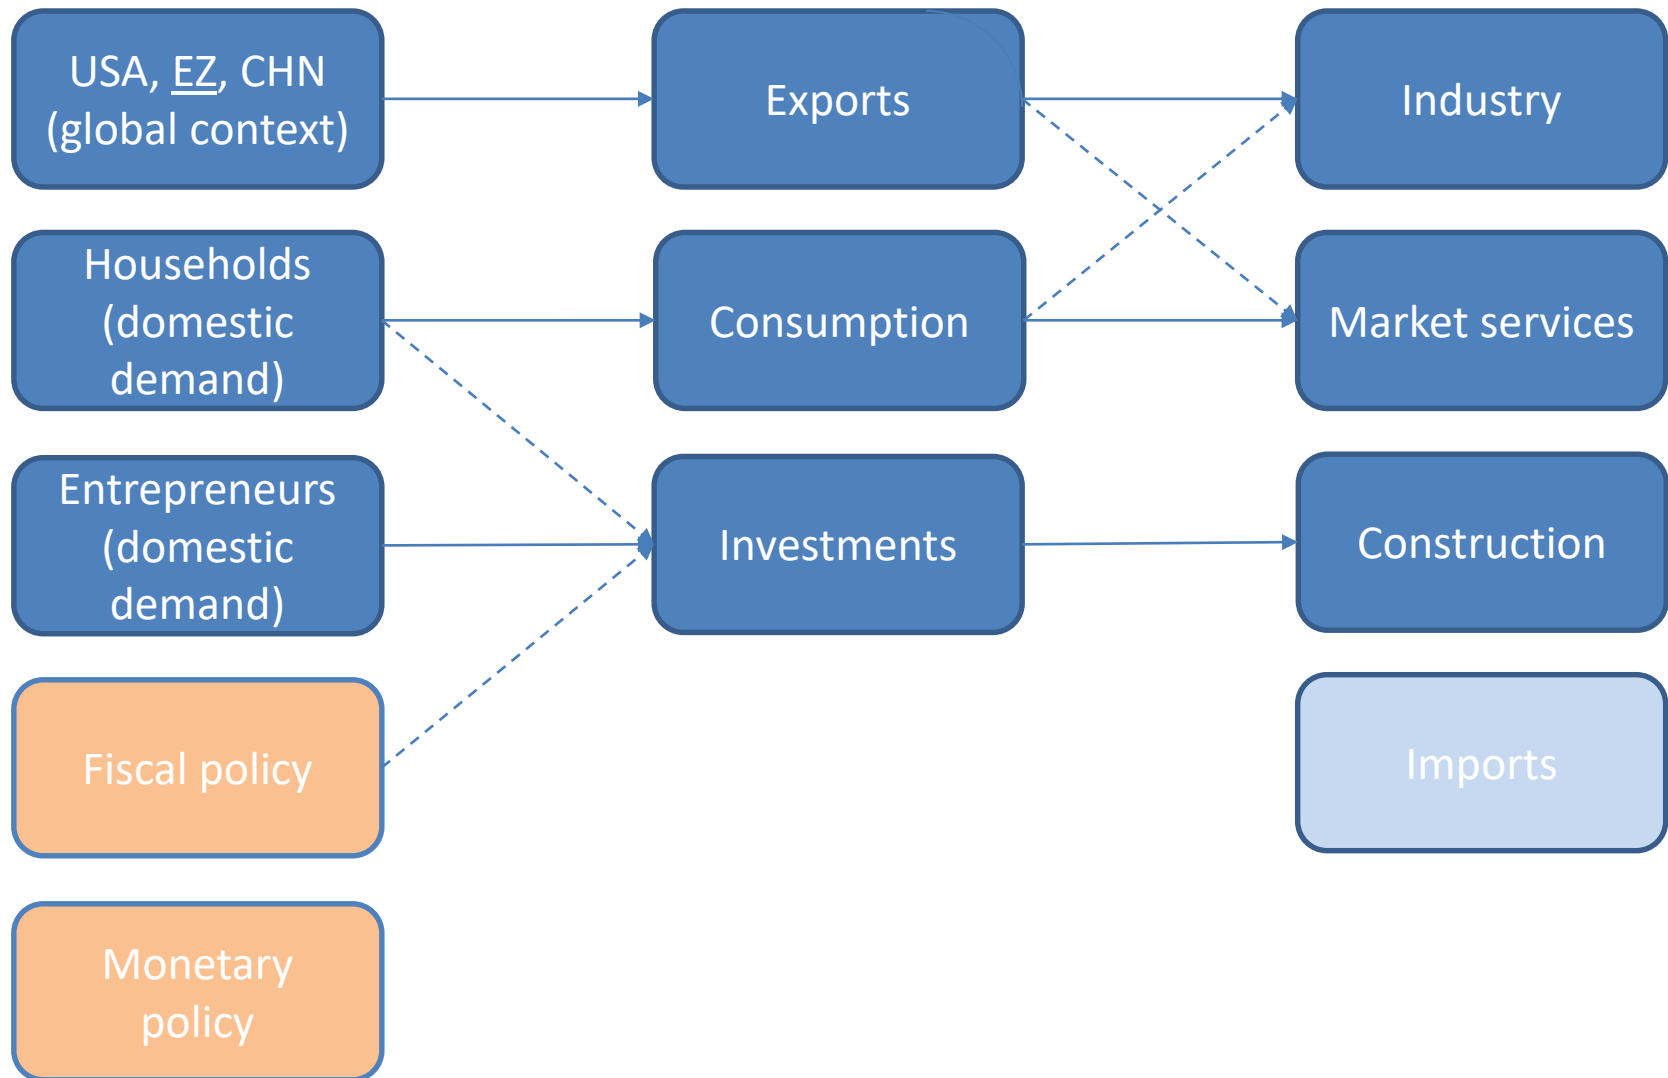 USA, EZ, CHN
(global context)
Exports
Industry
Households
(domestic
demand)
Consumption
Market services
Entrepreneurs
(domestic
demand)
Investments
Construction
Fiscal policy
Imports
Monetary
policy